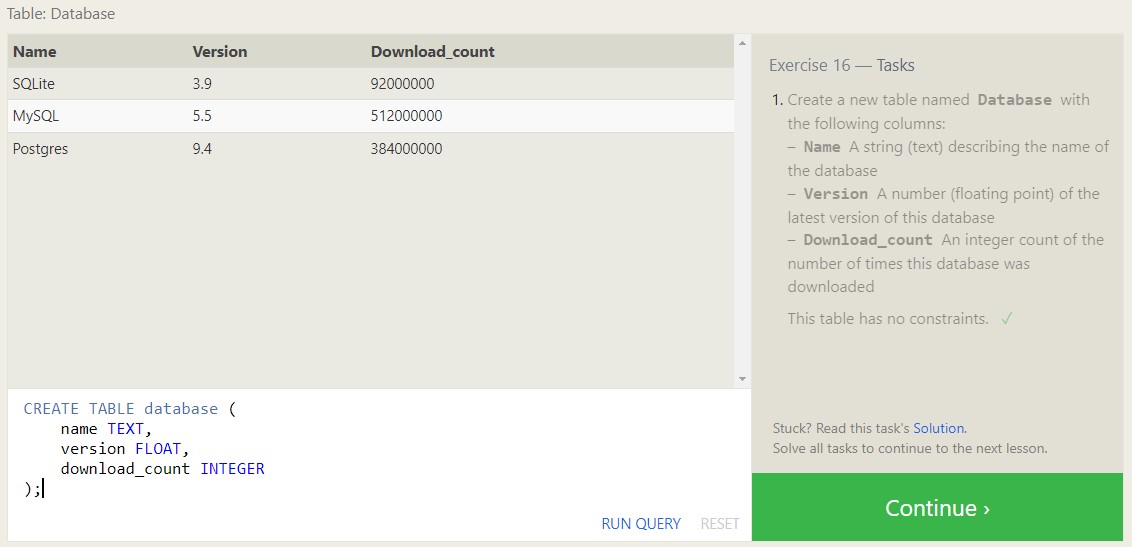 Table: Database
Name Version Download_count
SQLite 3.9 92000000
MySQL 5.5 512000000
Postgres 9.4 384000000
CREATE TABLE database (
    name TEXT,
    version FLOAT,
    download_count INTEGER
);
RUN QUERY RESET
Exercise 16 — Tasks
1. Create a new table named Database with
the following columns:
– Name A string (text) describing the name of
the database
– Version A number (floating point) of the
latest version of this database
– Download_count An integer count of the
number of times this database was
downloaded
This table has no constraints. ✓
Stuck? Read this task's Solution.
Solve all tasks to continue to the next lesson.
Continue ›